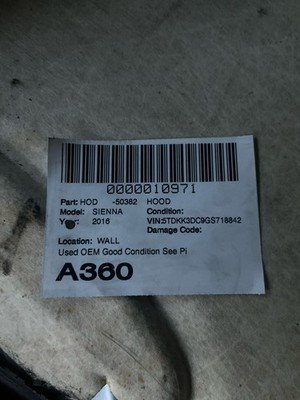 0000010971
Part: HOD -50382 HOOD
Model: SIENNA Condition:
Year: 2016 VIN:5TDKK3DC9GS718842
Damage Code:
Location: WALL
Used OEM Good Condition See Pi
A360